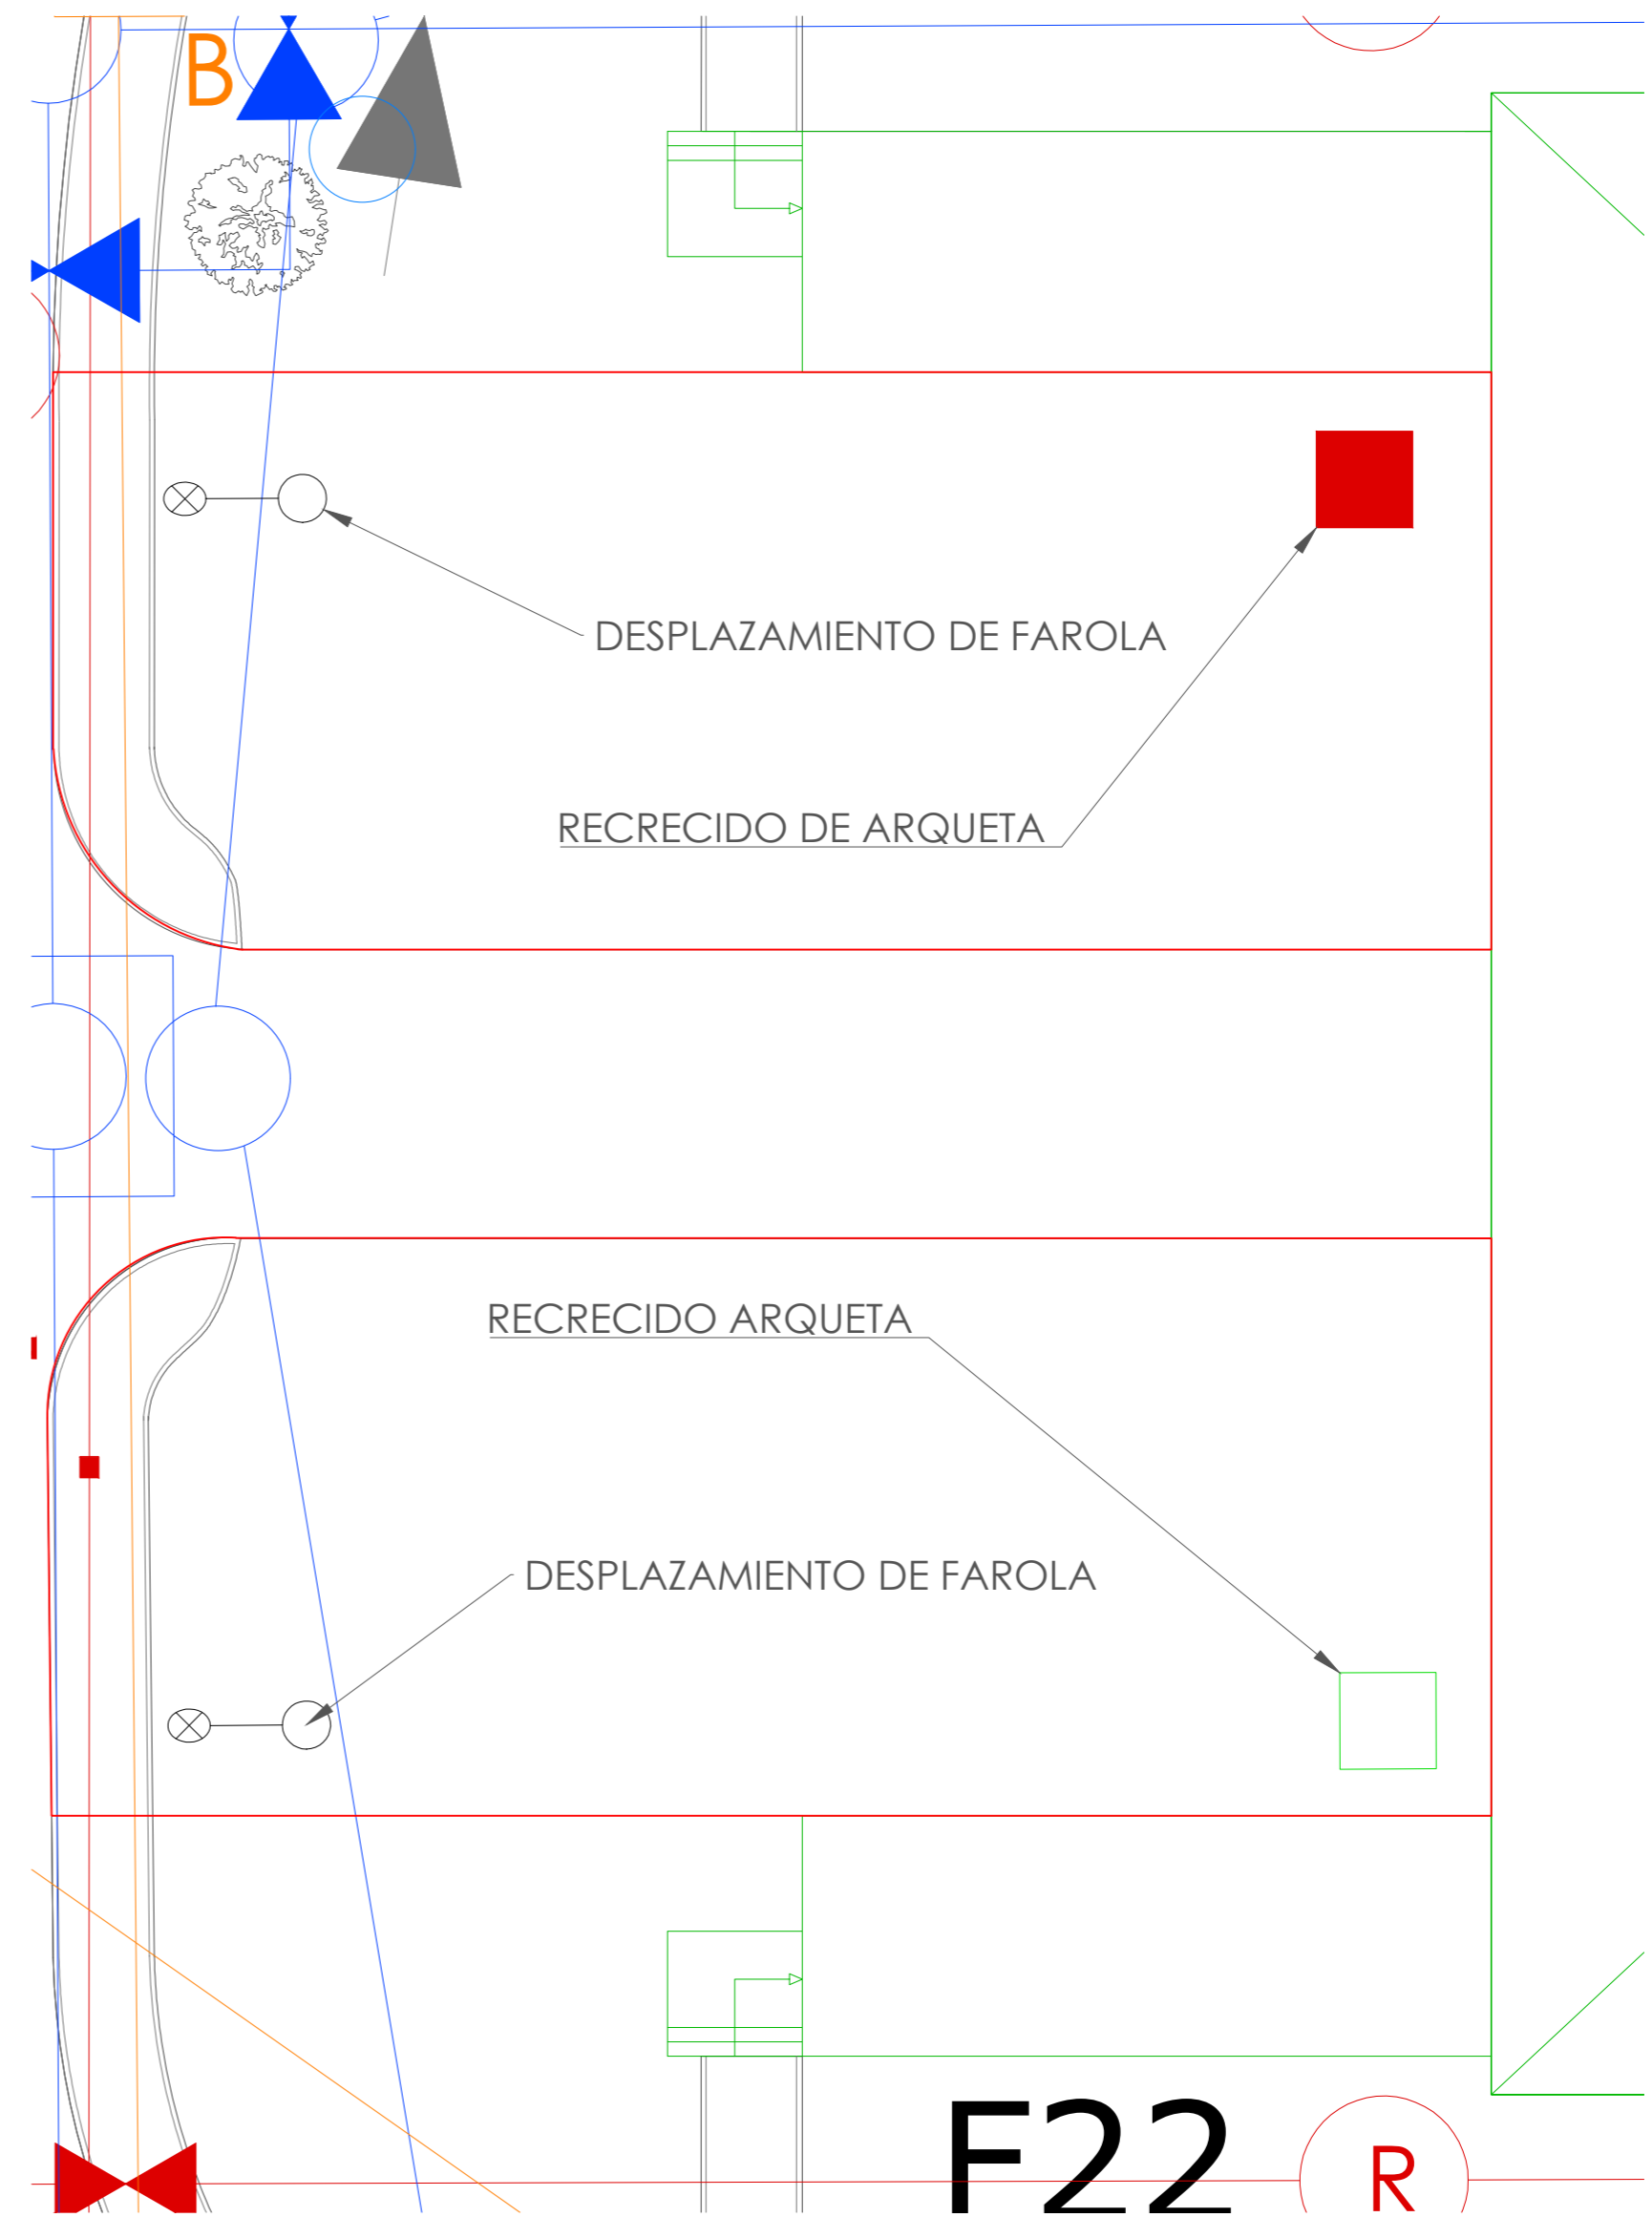 B
DESPLAZAMIENTO DE FAROLA
RECRECIDO DE ARQUETA
RECRECIDO ARQUETA
DESPLAZAMIENTO DE FAROLA
F22
R